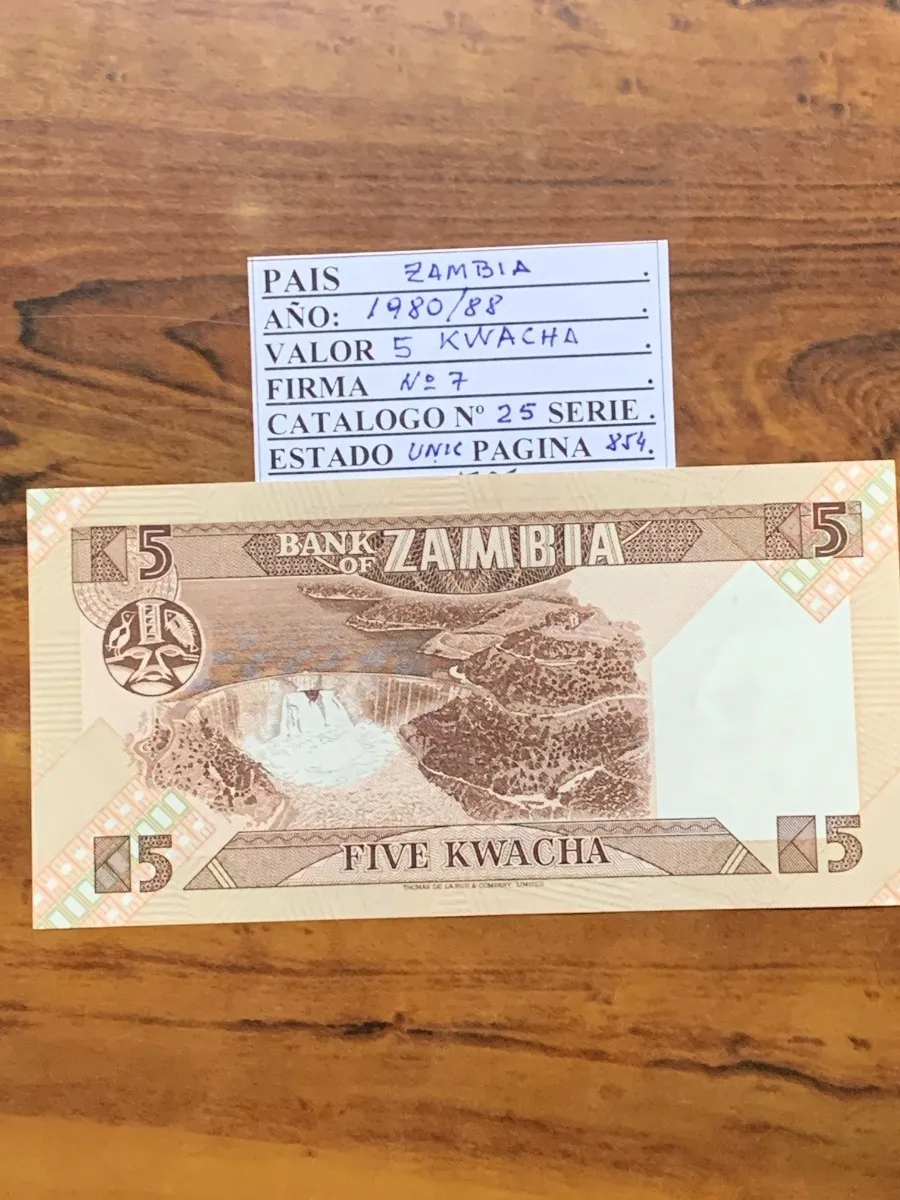 PAIS ZAMBIA .
AÑO: 1980/88 .
VALOR 5 KWACHA .
FIRMA Nº 7 .
CATALOGO Nº 25 SERIE .
ESTADO UNIC PAGINA 854.
5 BANK OF ZAMBIA 5
5 FIVE KWACHA 5
THOMAS DE LA RUE & COMPANY, LIMITED